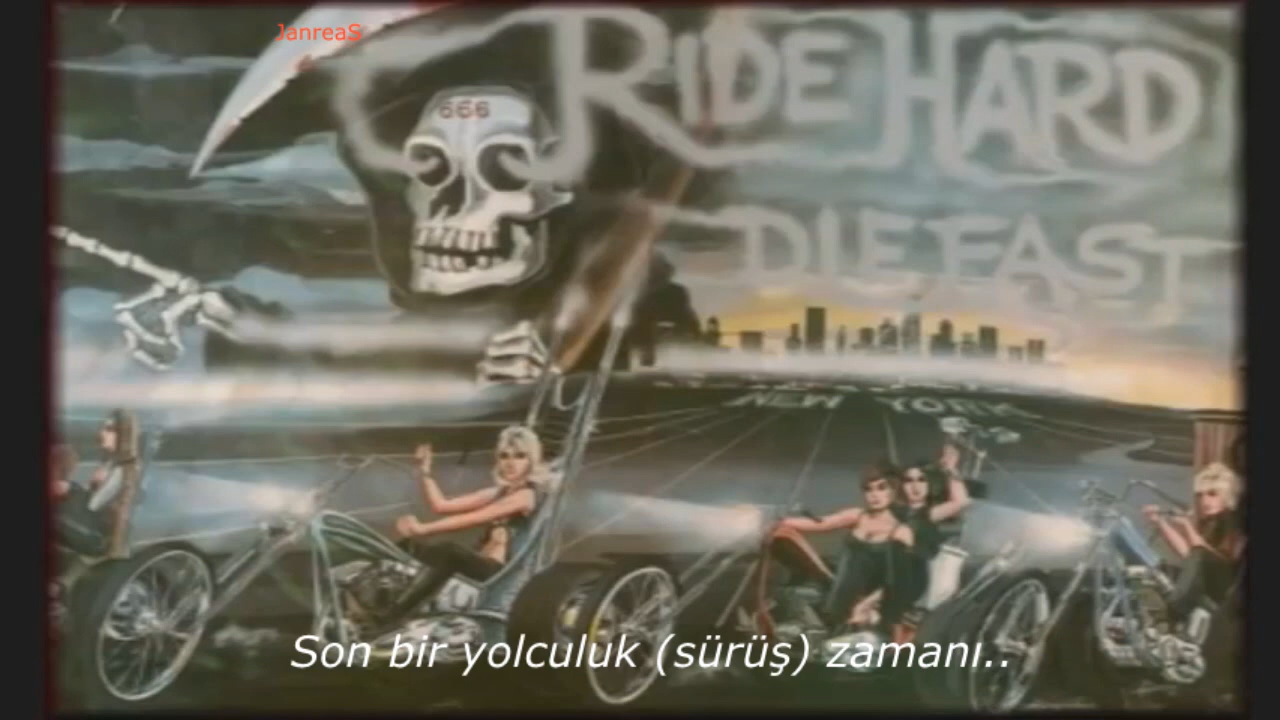 JanreaS
RIDE HARD
666
DIE FAST
NEW YORK
Son bir yolculuk (sürüş) zamanı..